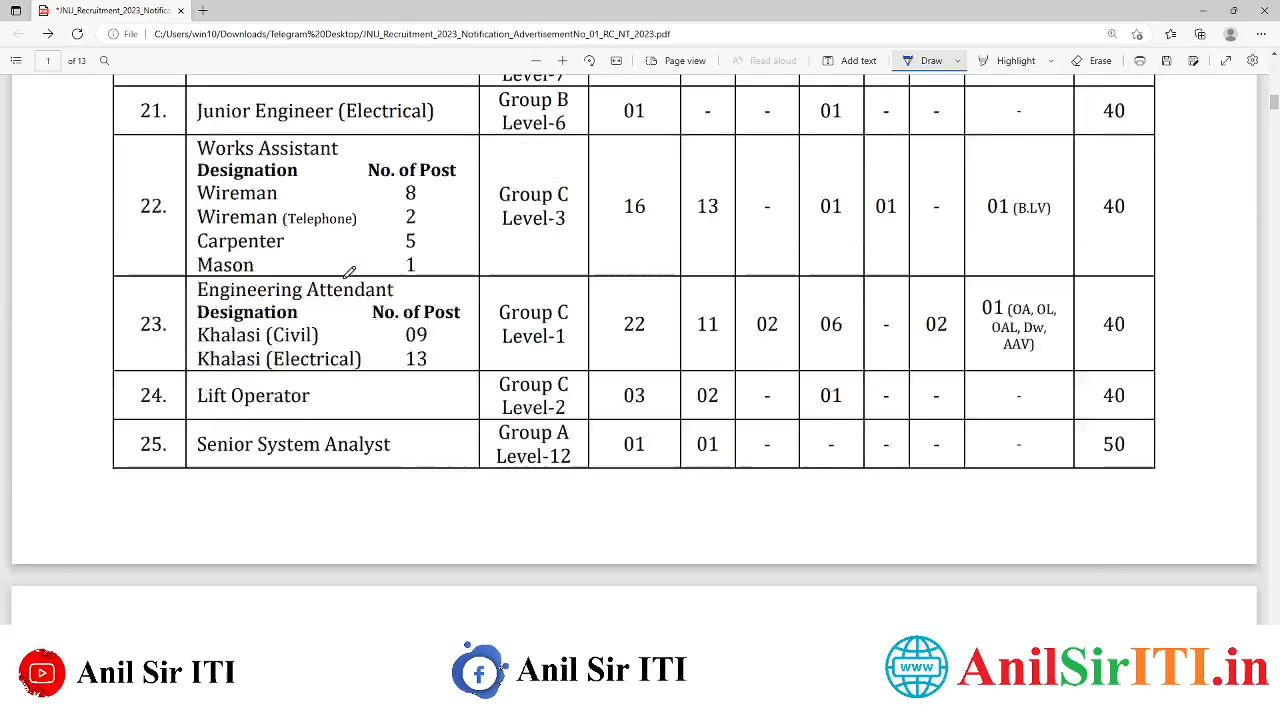 *JNU_Recruitment_2023_Notifica
File
C:/Users/win10/Downloads/Telegram%20Desktop/JNU_Recruitment_2023_Notification_AdvertisementNo_01_RC_NT_2023.pdf
1 of 13 Page view Read aloud Add text Draw Highlight Erase
Level-7
21. Junior Engineer (Electrical) Group B Level-6 01 - - 01 - - - 40
22. Works Assistant
Designation No. of Post
Wireman 8
Wireman (Telephone) 2
Carpenter 5
Mason 1
Group C
Level-3
16 13 - 01 01 - 01 (B.LV) 40
23. Engineering Attendant
Designation No. of Post
Khalasi (Civil) 09
Khalasi (Electrical) 13
Group C
Level-1
22 11 02 06 - 02 01 (OA, OL,
OAL, Dw,
AAV)
40
24. Lift Operator Group C Level-2 03 02 - 01 - - - 40
25. Senior System Analyst Group A Level-12 01 01 - - - - - 50
Anil Sir ITI
Anil Sir ITI
www
AnilSirITI.in